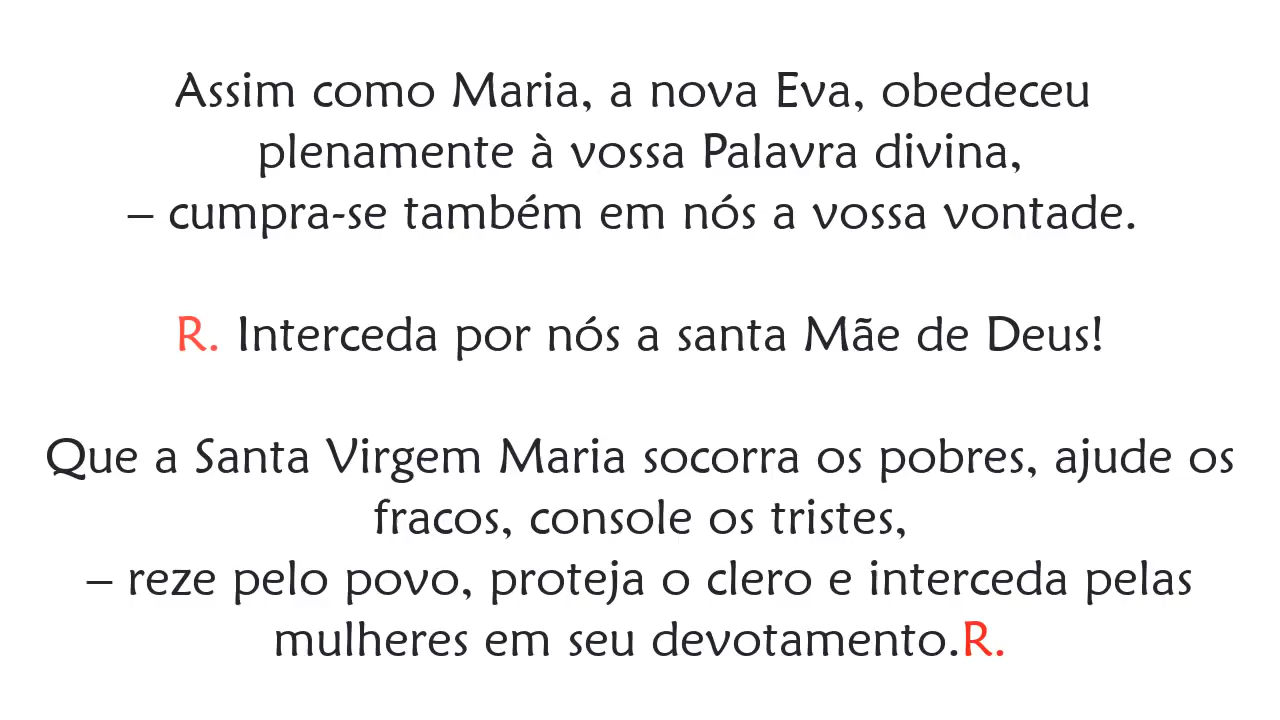 Assim como Maria, a nova Eva, obedeceu
plenamente à vossa Palavra divina,
– cumpra-se também em nós a vossa vontade.
R. Interceda por nós a santa Mãe de Deus!
Que a Santa Virgem Maria socorra os pobres, ajude os
fracos, console os tristes,
– reze pelo povo, proteja o clero e interceda pelas
mulheres em seu devotamento.R.